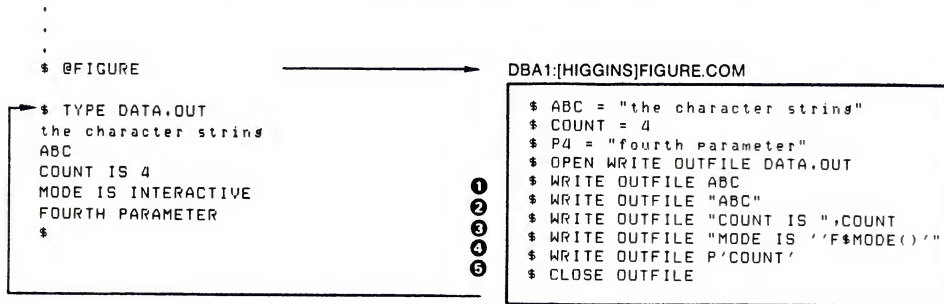 .
.
.
$ @FIGURE
$ TYPE DATA.OUT
the character string
ABC
COUNT IS 4
MODE IS INTERACTIVE
FOURTH PARAMETER
$
DBA1:[HIGGINS]FIGURE.COM
$ ABC = "the character string"
$ COUNT = 4
$ P4 = "fourth parameter"
$ OPEN WRITE OUTFILE DATA.OUT
❶ $ WRITE OUTFILE ABC
❷ $ WRITE OUTFILE "ABC"
❸ $ WRITE OUTFILE "COUNT IS ",COUNT
❹ $ WRITE OUTFILE "MODE IS ''F$MODE()'"
❺ $ WRITE OUTFILE P'COUNT'
$ CLOSE OUTFILE